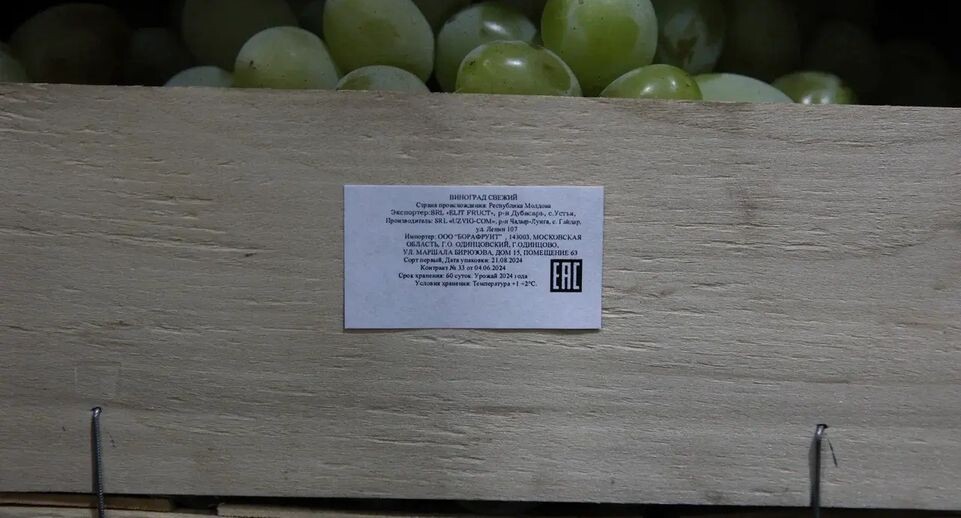 ВИНОГРАД СВЕЖИЙ
Страна происхождения: Республика Молдова
Экспортер:SRL «ELIT FRUCT», р-н Дубэсарь, с.Устья,
Производитель: SRL «UZVIG-COM», р-н Чадыр-Лунга, с. Гайдар,
ул. Ленин 107
Импортер: ООО "БОРАФРУИТ" , 143003, МОСКОВСКАЯ
ОБЛАСТЬ, Г.О. ОДИНЦОВСКИЙ, Г.ОДИНЦОВО,
УЛ. МАРШАЛА БИРЮЗОВА, ДОМ 15, ПОМЕЩЕНИЕ 63
Сорт первый, Дата упаковки: 21.08.2024
Контракт № 33 от 04.06.2024
Срок хранения: 60 суток. Урожай 2024 года
Условия хранения: Температура +1 +2°C.
EAC